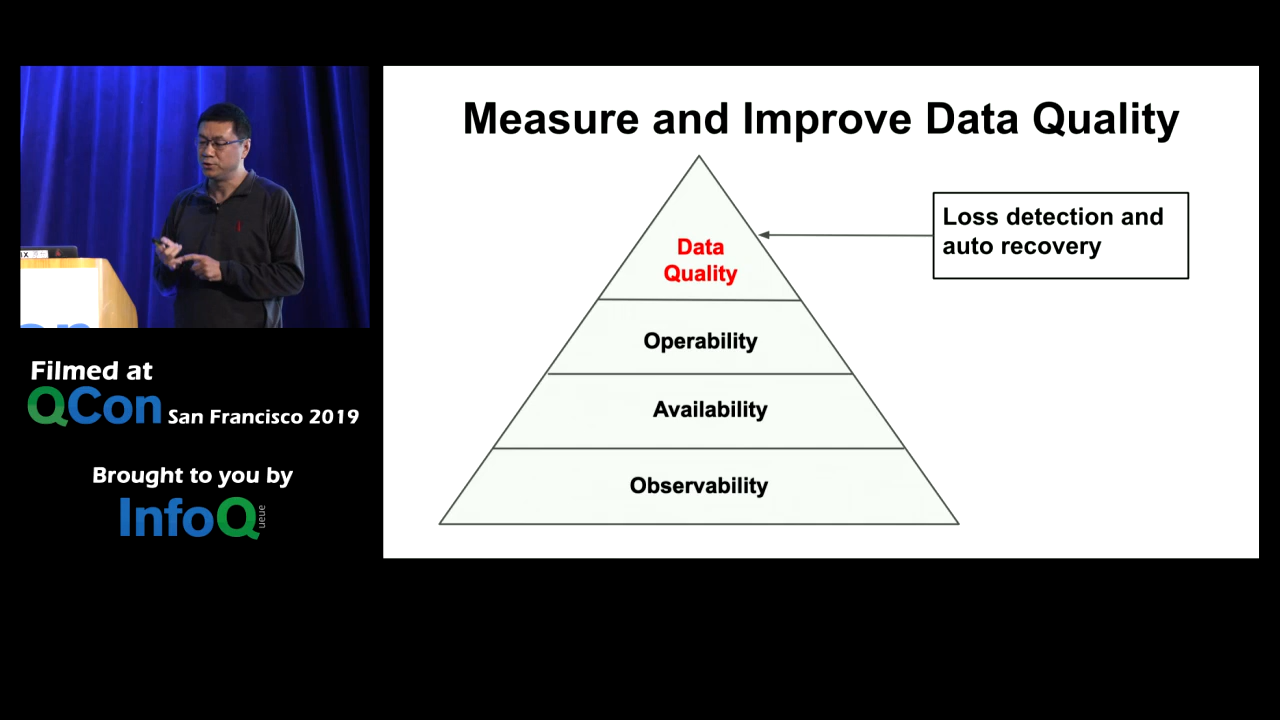 Measure and Improve Data Quality
Loss detection and
auto recovery
Data
Quality
Operability
Availability
Observability
Filmed at
QCon San Francisco 2019
Brought to you by
InfoQ
ueue